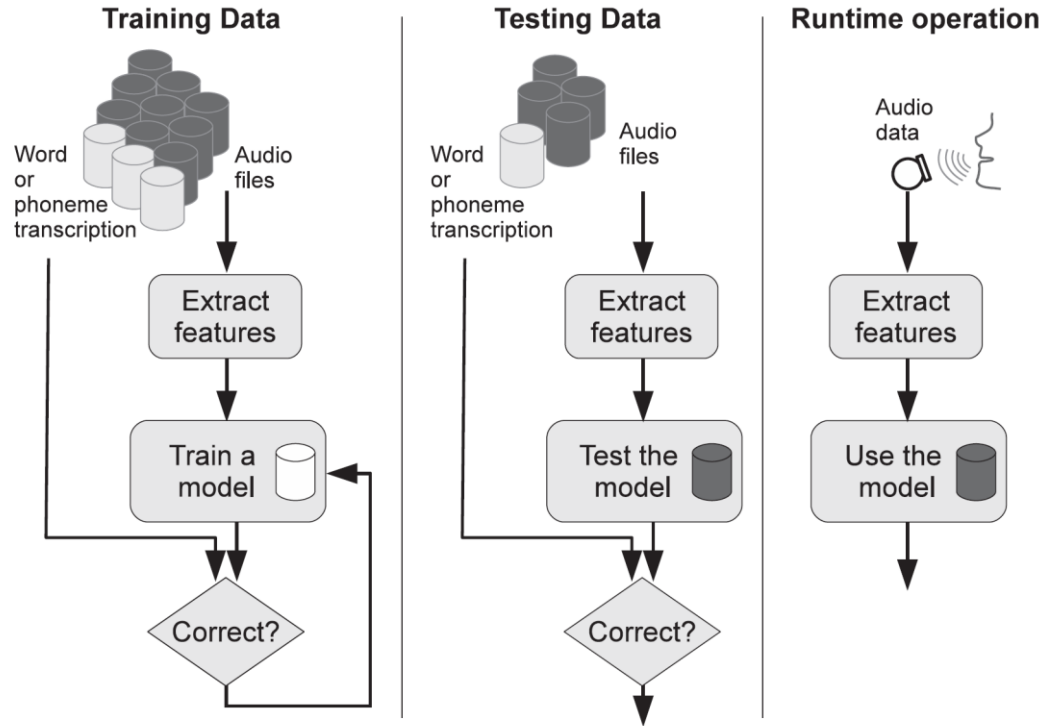 Training Data
Word
or
phoneme
transcription
Audio
files
Extract
features
Train a
model
Correct?
Testing Data
Word
or
phoneme
transcription
Audio
files
Extract
features
Test the
model
Correct?
Runtime operation
Audio
data
Extract
features
Use the
model